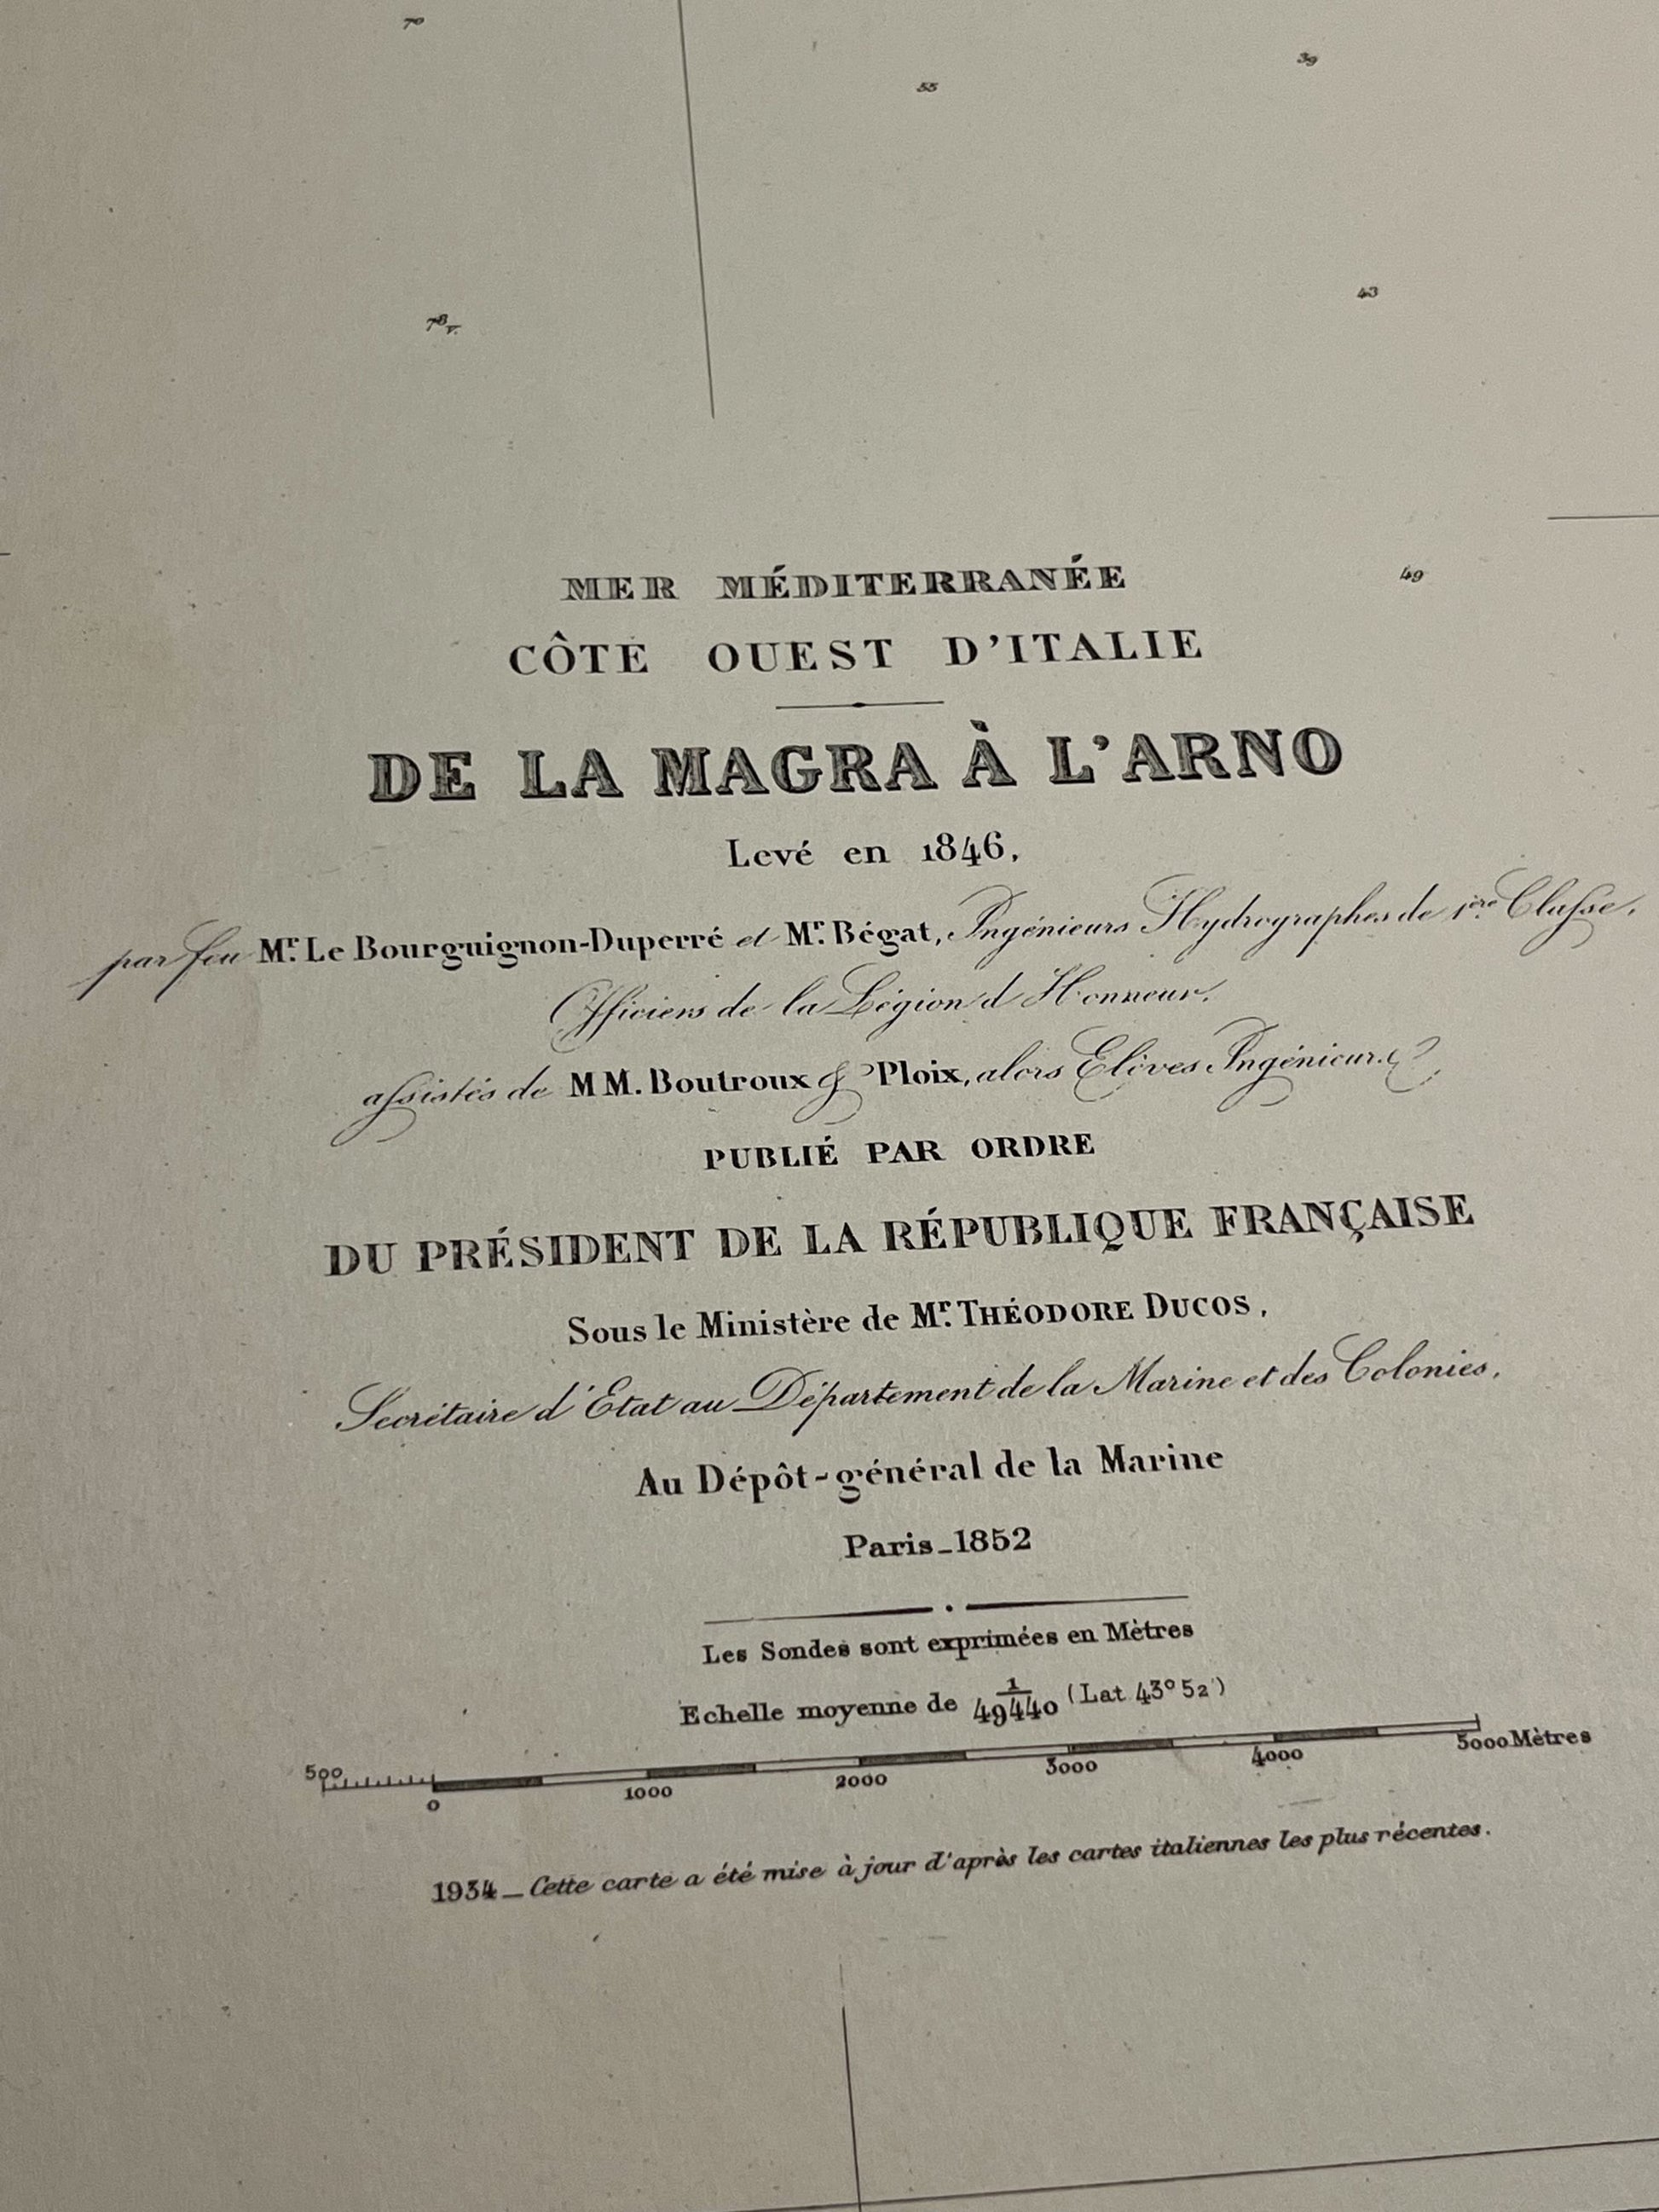 70
55
39
78 v.
43
49
MER MÉDITERRANÉE
CÔTE OUEST D'ITALIE
DE LA MAGRA À L'ARNO
Levé en 1846,
par feu Mr. Le Bourguignon-Duperré et Mr. Bégat, Ingénieurs Hydrographes de 1ère Claſse,
Officiers de la Légion d'Honneur,
aſsistés de MM. Boutroux & Ploix, alors Elèves Ingénieurs
PUBLIÉ PAR ORDRE
DU PRÉSIDENT DE LA RÉPUBLIQUE FRANÇAISE
Sous le Ministère de Mr. THÉODORE DUCOS,
Secrétaire d'Etat au Département de la Marine et des Colonies,
Au Dépôt-général de la Marine
Paris_1852
Les Sondes sont exprimées en Mètres
Echelle moyenne de 1/49440 (Lat 43° 52')
500 0 1000 2000 3000 4000 5000 Mètres
1934_Cette carte a été mise à jour d'après les cartes italiennes les plus récentes.